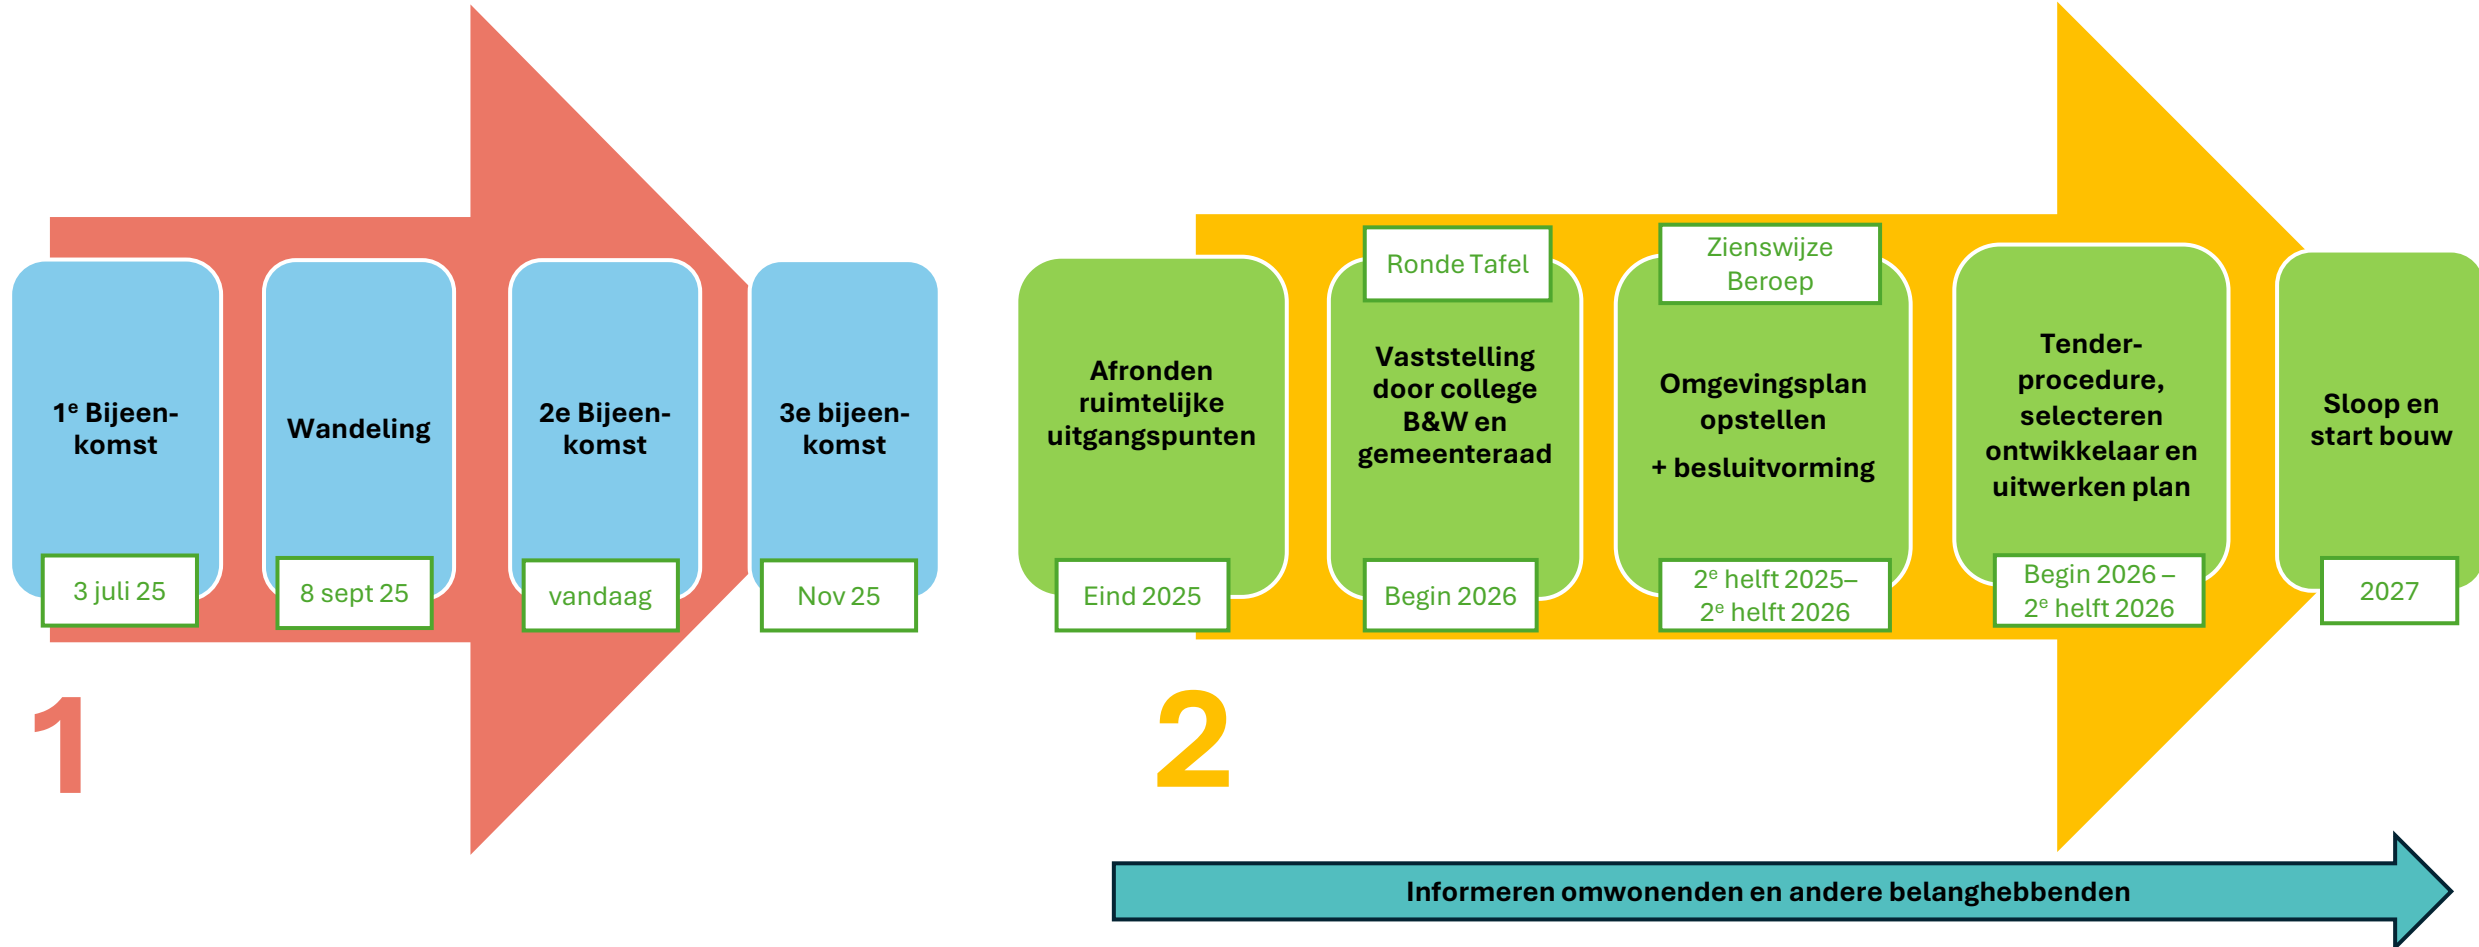 1e Bijeen-
komst
3 juli 25
Wandeling
8 sept 25
2e Bijeen-
komst
vandaag
3e bijeen-
komst
Nov 25
1
Afronden
ruimtelijke
uitgangspunten
Eind 2025
Ronde Tafel
Vaststelling
door college
B&W en
gemeenteraad
Begin 2026
Zienswijze
Beroep
Omgevingsplan
opstellen
+ besluitvorming
2e helft 2025–
2e helft 2026
Tender-
procedure,
selecteren
ontwikkelaar en
uitwerken plan
Begin 2026 –
2e helft 2026
Sloop en
start bouw
2027
2
Informeren omwonenden en andere belanghebbenden